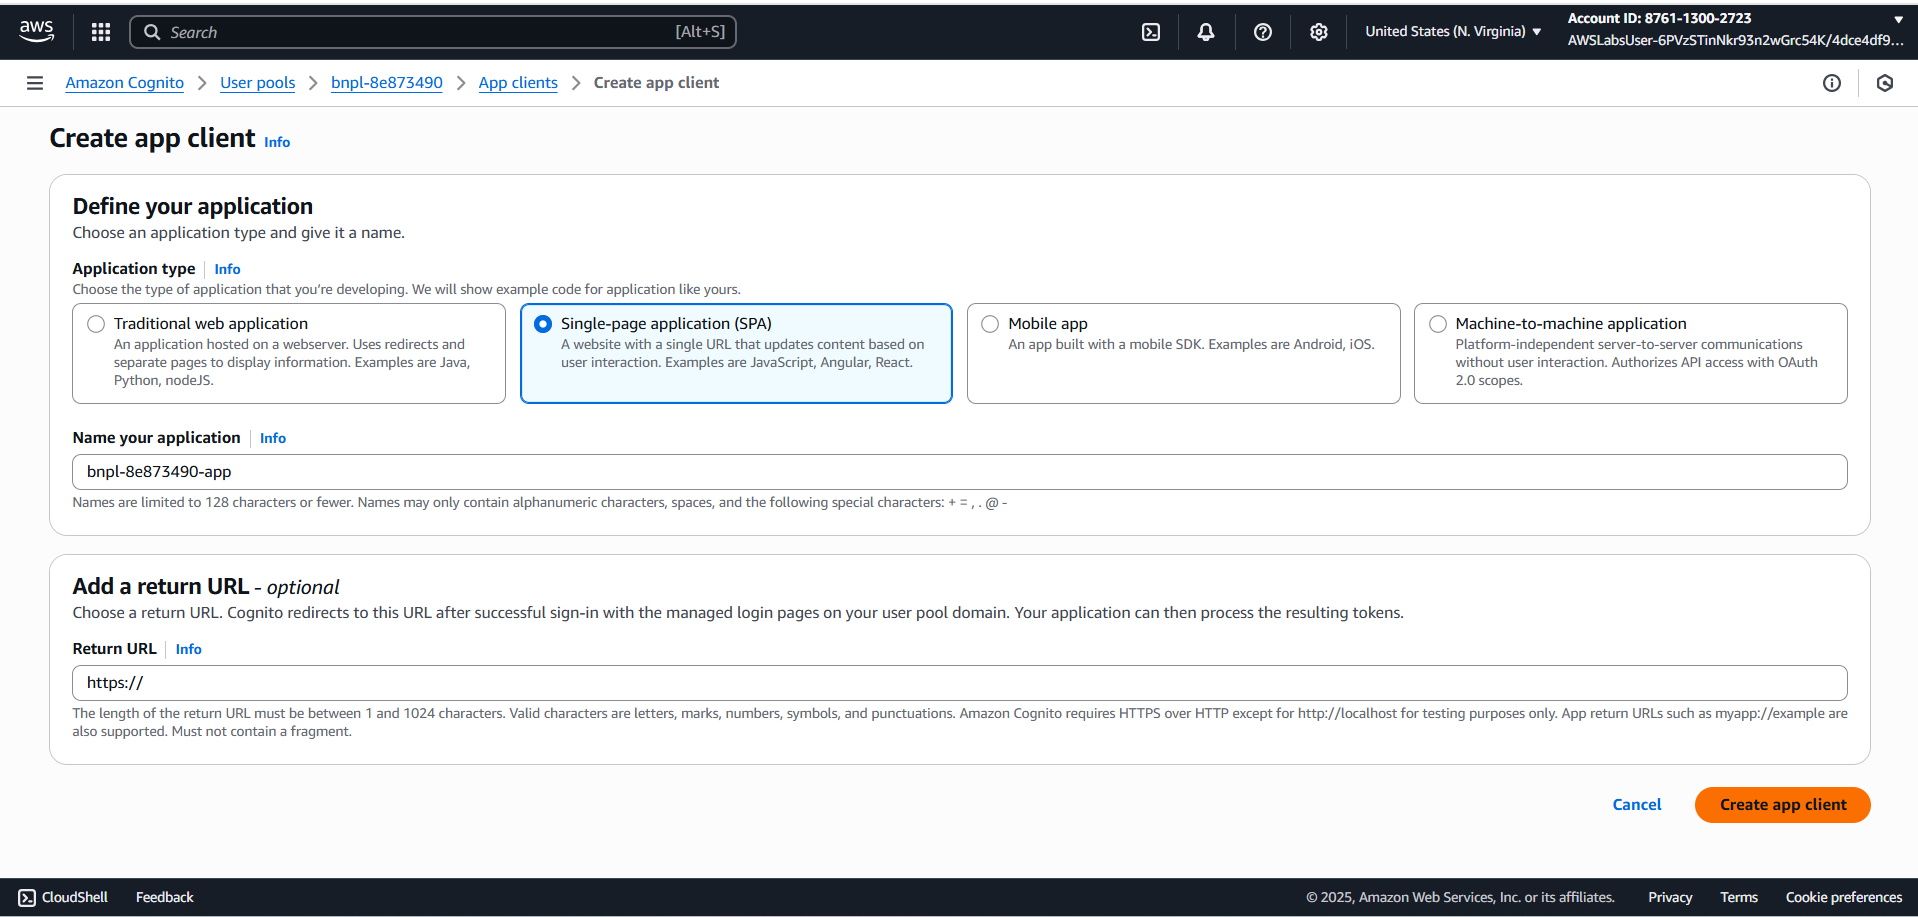 aws
Search
[Alt+S]
United States (N. Virginia)
Account ID: 8761-1300-2723
AWSLabsUser-6PVzSTinNkr93n2wGrc54K/4dce4df9...
Amazon Cognito
User pools
bnpl-8e873490
App clients
Create app client
Create app client Info
Define your application
Choose an application type and give it a name.
Application type Info
Choose the type of application that you’re developing. We will show example code for application like yours.
Traditional web application
An application hosted on a webserver. Uses redirects and
separate pages to display information. Examples are Java,
Python, nodeJS.
Single-page application (SPA)
A website with a single URL that updates content based on
user interaction. Examples are JavaScript, Angular, React.
Mobile app
An app built with a mobile SDK. Examples are Android, iOS.
Machine-to-machine application
Platform-independent server-to-server communications
without user interaction. Authorizes API access with OAuth
2.0 scopes.
Name your application Info
bnpl-8e873490-app
Names are limited to 128 characters or fewer. Names may only contain alphanumeric characters, spaces, and the following special characters: + = , . @ -
Add a return URL - optional
Choose a return URL. Cognito redirects to this URL after successful sign-in with the managed login pages on your user pool domain. Your application can then process the resulting tokens.
Return URL Info
https://
The length of the return URL must be between 1 and 1024 characters. Valid characters are letters, marks, numbers, symbols, and punctuations. Amazon Cognito requires HTTPS over HTTP except for http://localhost for testing purposes only. App return URLs such as myapp://example are
also supported. Must not contain a fragment.
Cancel
Create app client
CloudShell
Feedback
© 2025, Amazon Web Services, Inc. or its affiliates.
Privacy
Terms
Cookie preferences